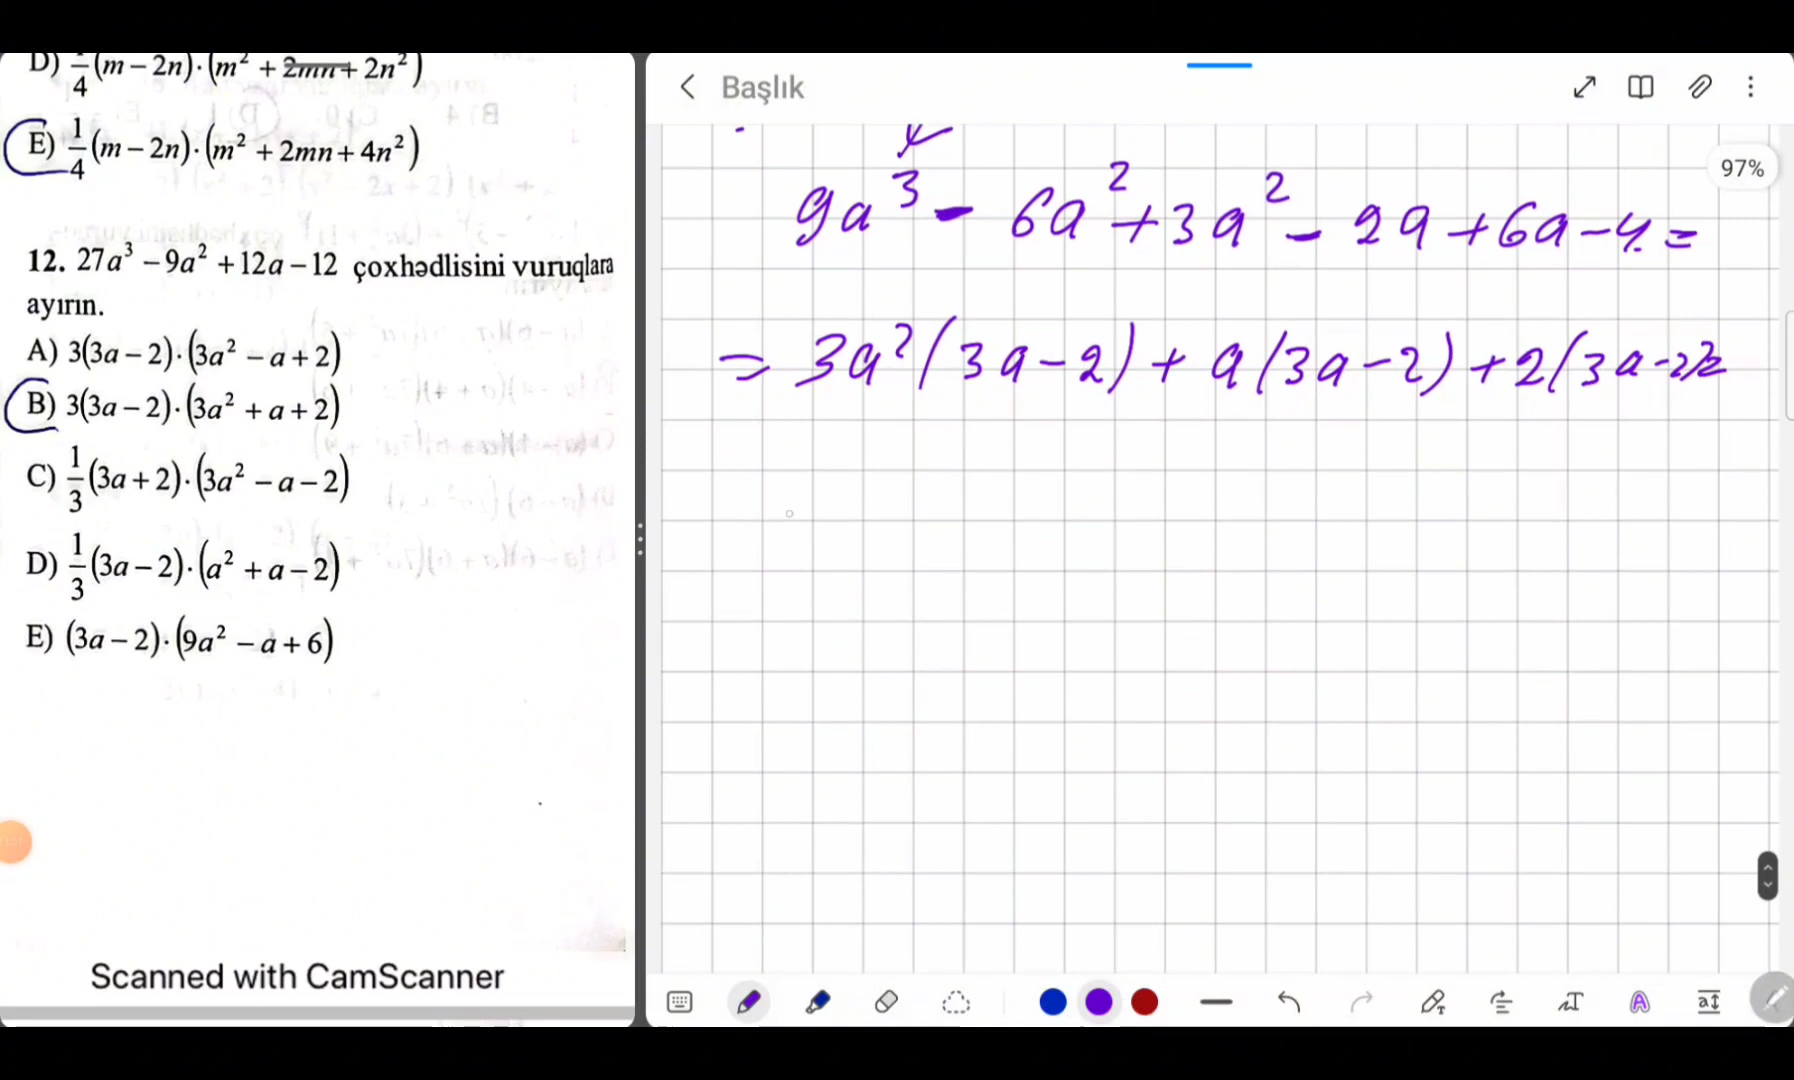 D) 1/4 (m − 2n)·(m² + 2mn + 2n²)
E) 1/4 (m − 2n)·(m² + 2mn + 4n²)
12. 27a³ − 9a² + 12a − 12 çoxhədlisini vuruqlara
ayırın.
A) 3(3a − 2)·(3a² − a + 2)
B) 3(3a − 2)·(3a² + a + 2)
C) 1/3 (3a + 2)·(3a² − a − 2)
D) 1/3 (3a − 2)·(a² + a − 2)
E) (3a − 2)·(9a² − a + 6)
Scanned with CamScanner
Başlık
97%
9a³ − 6a² + 3a² − 2a + 6a − 4 =
= 3a²(3a − 2) + a(3a − 2) + 2(3a − 2) =